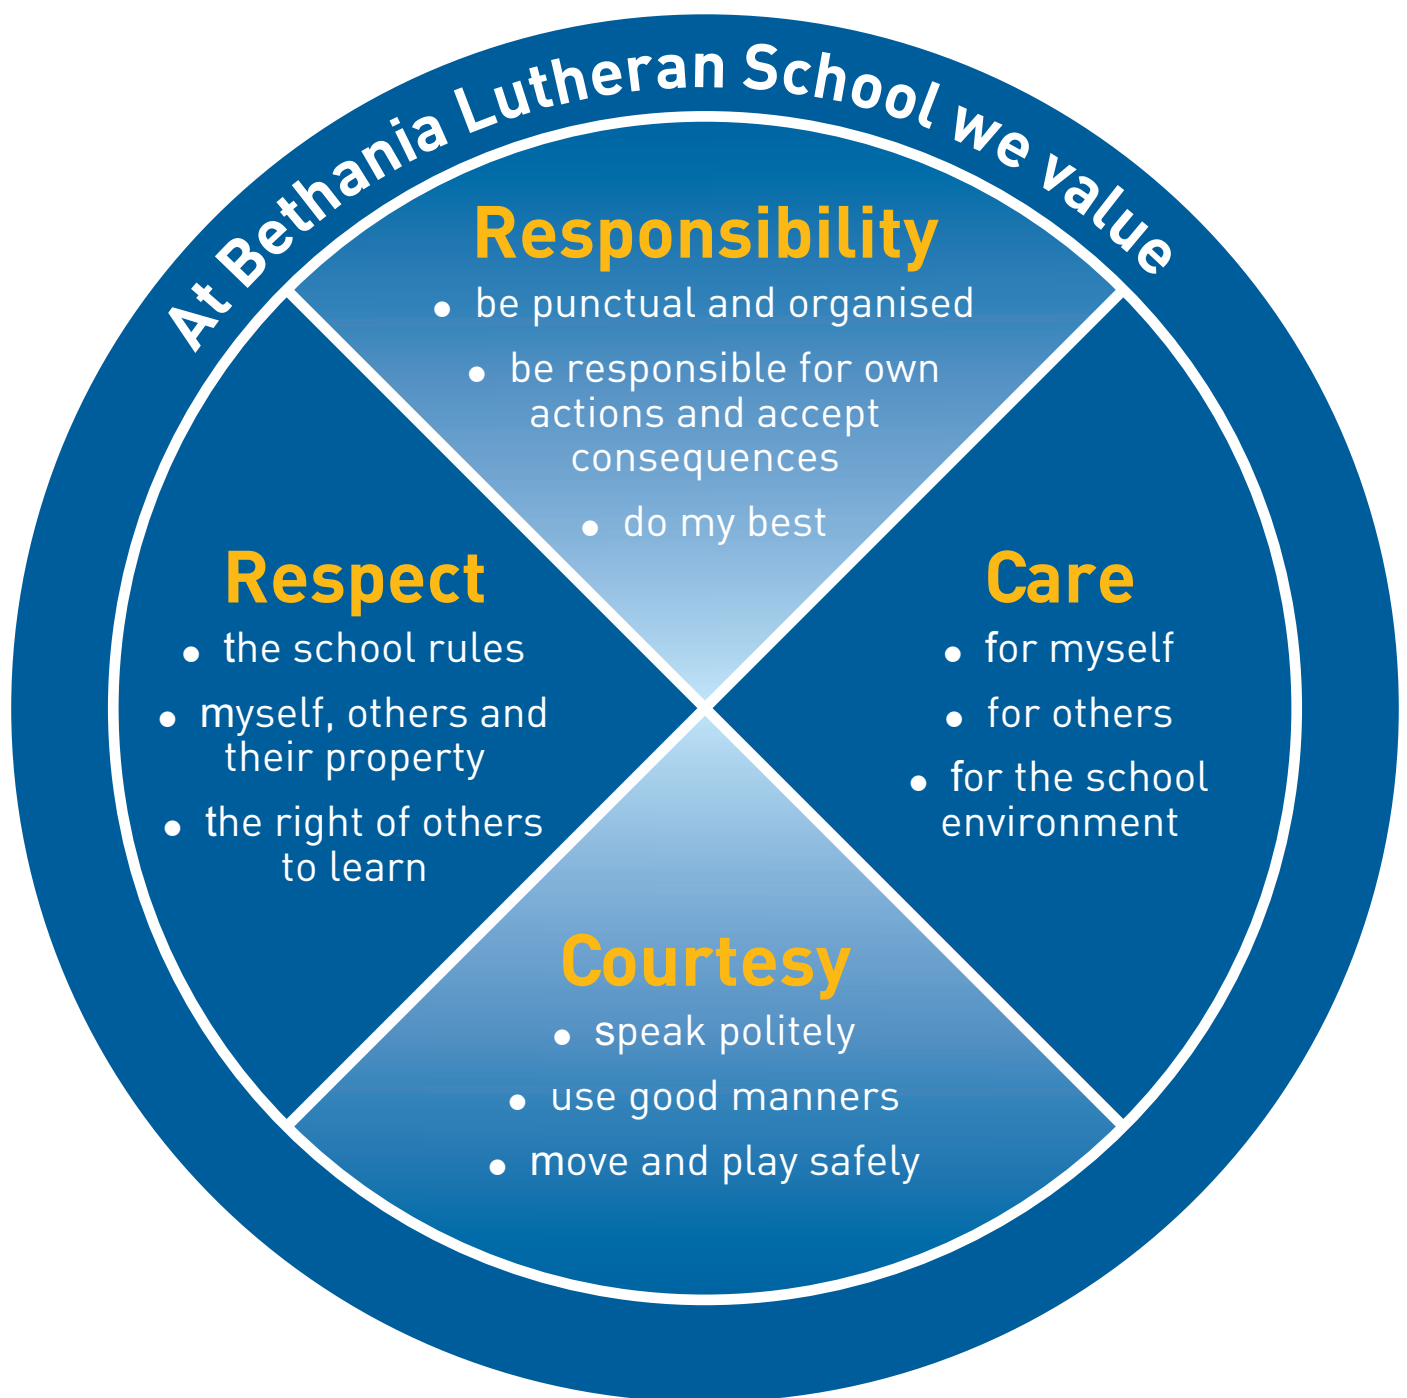 At Bethania Lutheran School we value
Responsibility
• be punctual and organised
• be responsible for own
actions and accept
consequences
• do my best
Respect
• the school rules
• myself, others and
their property
• the right of others
to learn
Care
• for myself
• for others
• for the school
environment
Courtesy
• speak politely
• use good manners
• move and play safely